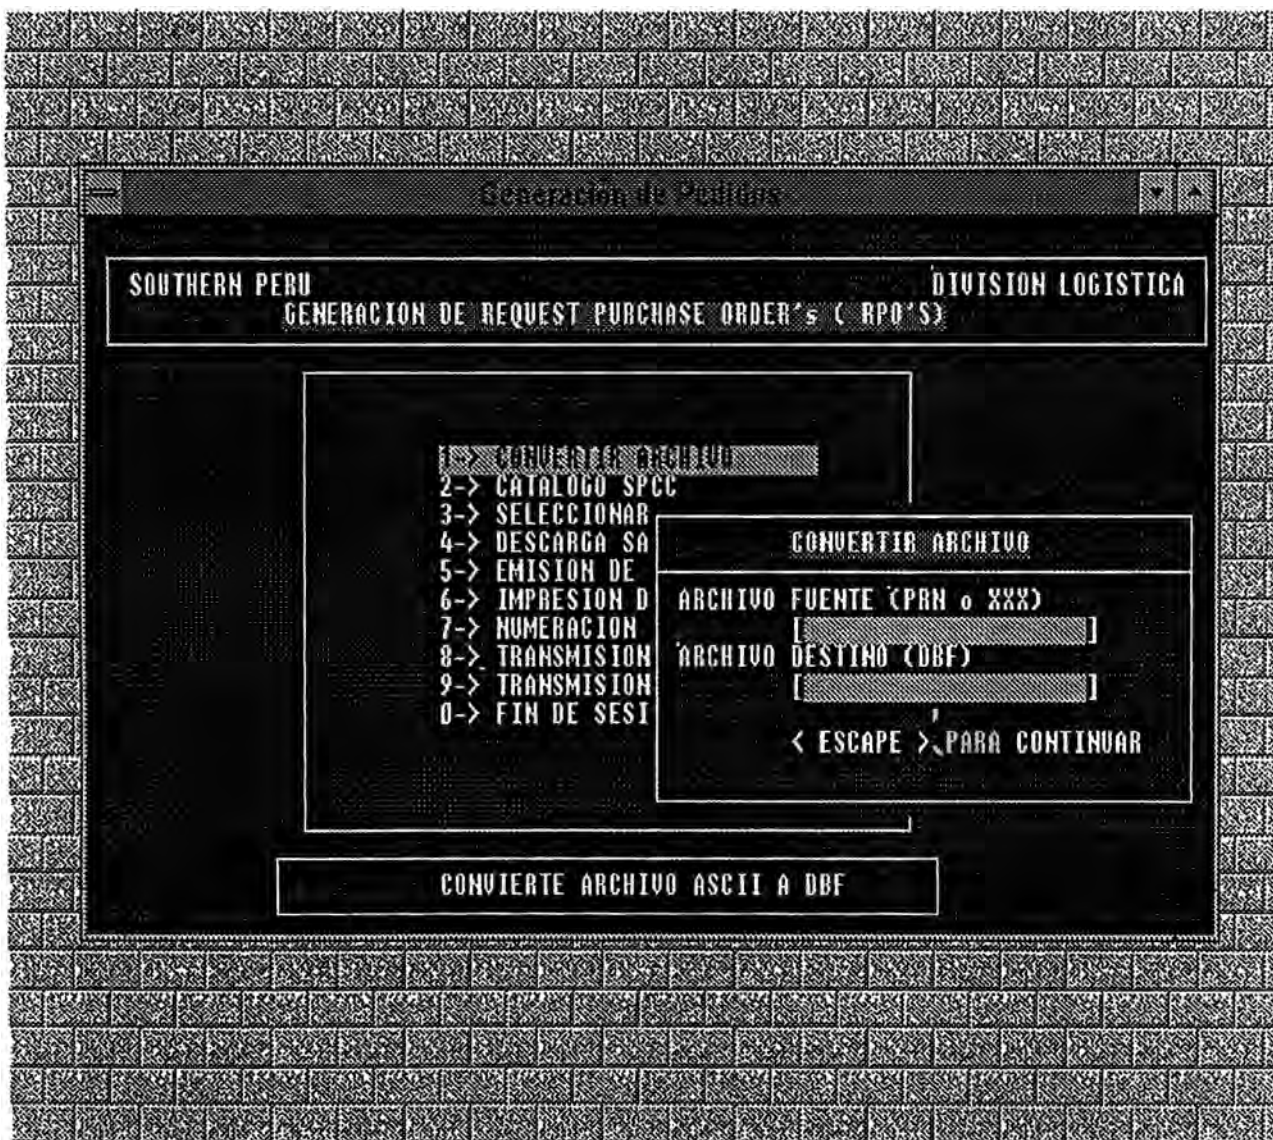 Generación de Pedidos
SOUTHERN PERU DIVISION LOGISTICA
GENERACION DE REQUEST PURCHASE ORDER's ( RPO'S)
1-> CONVERTIR ARCHIVO
2-> CATALOGO SPCC
3-> SELECCIONAR
4-> DESCARGA SA
5-> EMISION DE
6-> IMPRESION D
7-> NUMERACION
8-> TRANSMISION
9-> TRANSMISION
0-> FIN DE SESI
CONVERTIR ARCHIVO
ARCHIVO FUENTE (PRN o XXX)
[ ]
ARCHIVO DESTINO (DBF)
[ ]
< ESCAPE > PARA CONTINUAR
CONVIERTE ARCHIVO ASCII A DBF